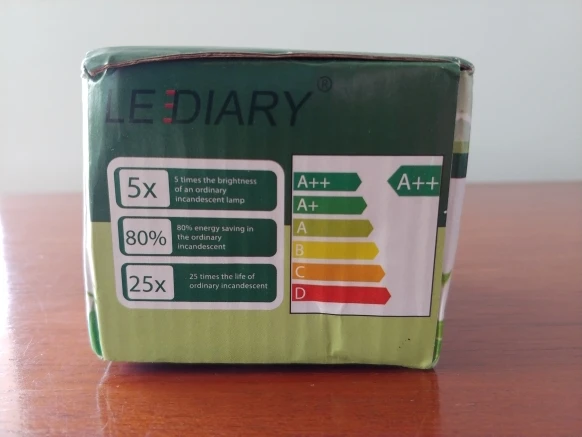 LEDIARY®
5x
5 times the brightness
of an ordinary
incandescent lamp
80%
80% energy saving in
the ordinary
incandescent
25x
25 times the life of
ordinary incandescent
A++
A++
A+
A
B
C
D